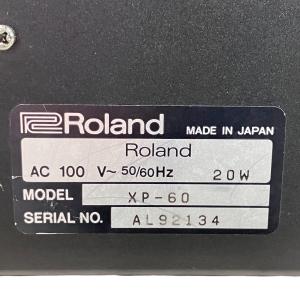 Roland MADE IN JAPAN
Roland
AC 100 V~ 50/60Hz 20W
MODEL XP-60
SERIAL NO. AL92134